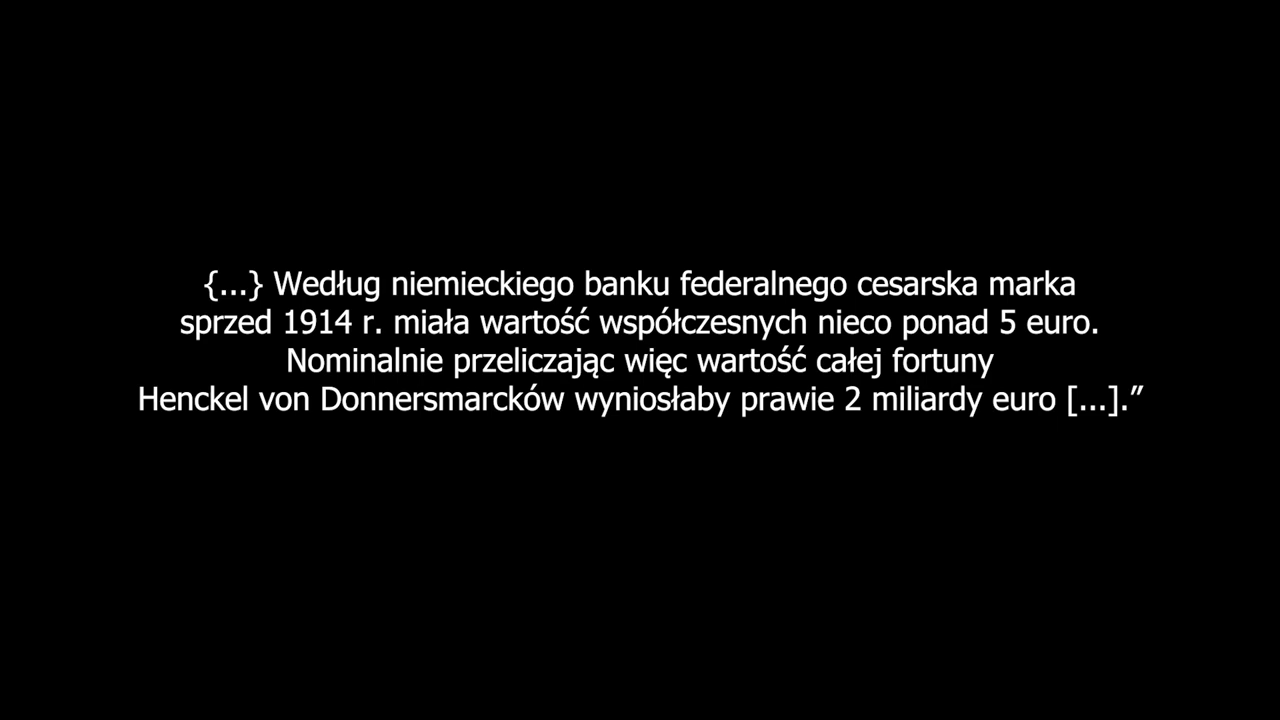 {...} Według niemieckiego banku federalnego cesarska marka
sprzed 1914 r. miała wartość współczesnych nieco ponad 5 euro.
Nominalnie przeliczając więc wartość całej fortuny
Henckel von Donnersmarcków wyniosłaby prawie 2 miliardy euro [...].”